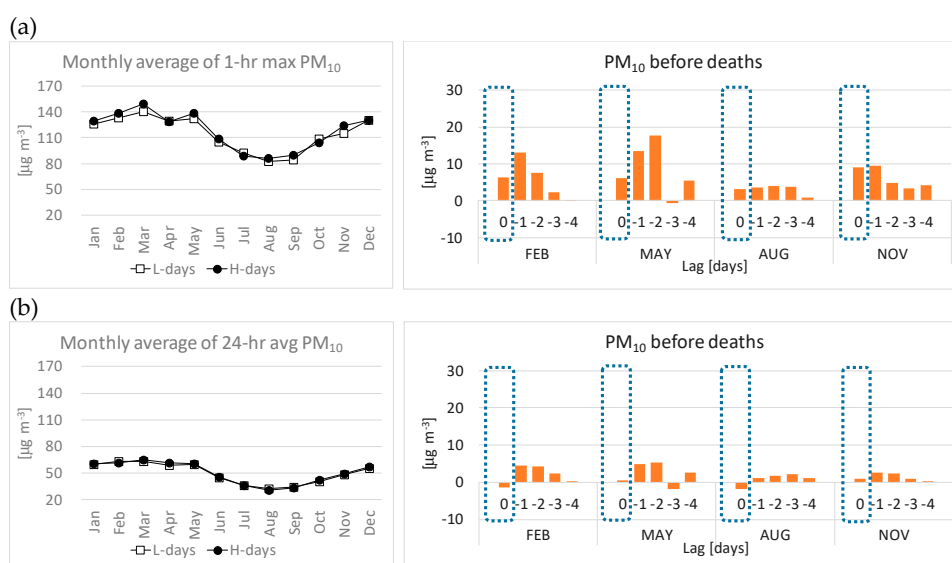 (a)
Monthly average of 1-hr max PM₁₀
[µg m⁻³]
170
140
110
80
50
20
Jan Feb Mar Apr May Jun Jul Aug Sep Oct Nov Dec
L-days H-days
PM₁₀ before deaths
[µg m⁻³]
30
20
10
0
-10
0 -1 -2 -3 -4 0 -1 -2 -3 -4 0 -1 -2 -3 -4 0 -1 -2 -3 -4
FEB MAY AUG NOV
Lag [days]
(b)
Monthly average of 24-hr avg PM₁₀
[µg m⁻³]
170
140
110
80
50
20
Jan Feb Mar Apr May Jun Jul Aug Sep Oct Nov Dec
L-days H-days
PM₁₀ before deaths
[µg m⁻³]
30
20
10
0
-10
0 -1 -2 -3 -4 0 -1 -2 -3 -4 0 -1 -2 -3 -4 0 -1 -2 -3 -4
FEB MAY AUG NOV
Lag [days]